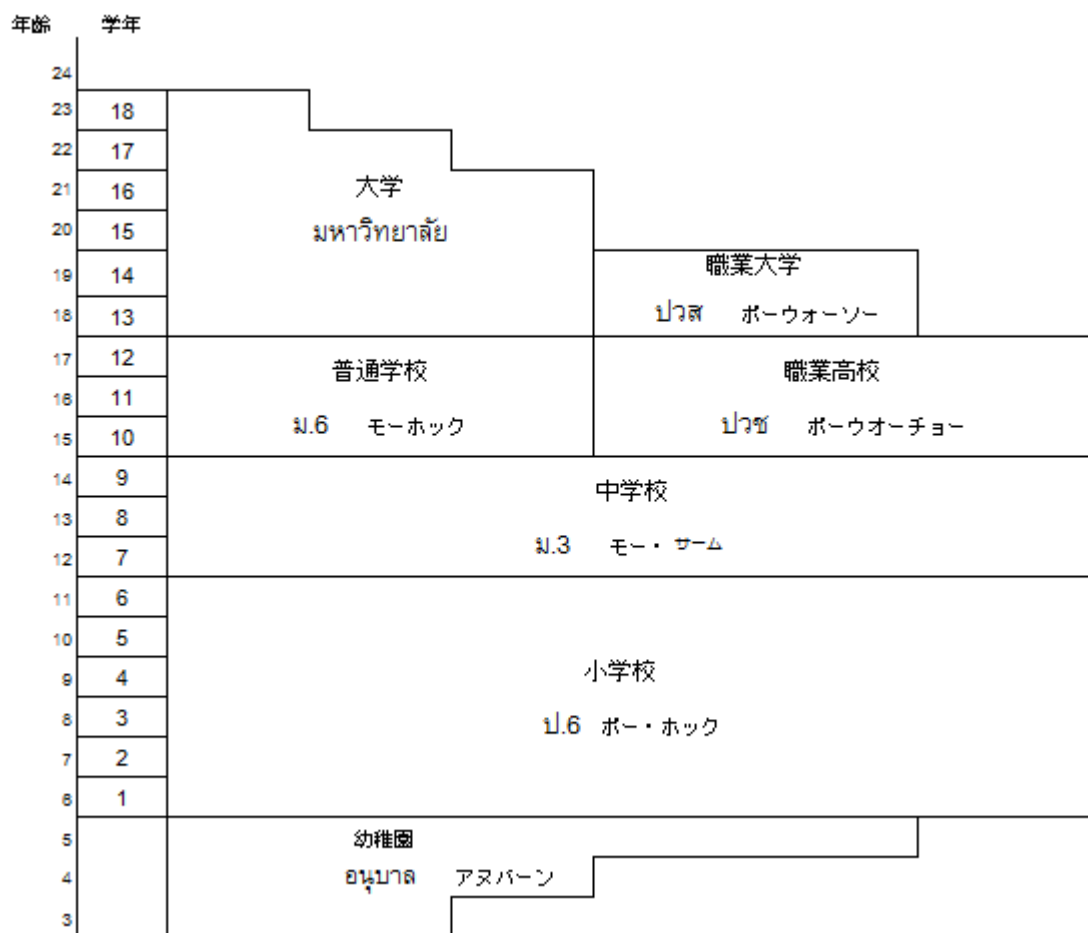 年齢 学年
24
23 18
22 17
21 16 大学
20 15 มหาวิทยาลัย
19 14 職業大学
18 13 ปวส ポーウォーソー
17 12 普通学校 職業高校
16 11
15 10 ม.6 モーホック ปวช ポーウオーチョー
14 9 中学校
13 8
12 7 ม.3 モー・サーム
11 6
10 5
9 4 小学校
8 3 ป.6 ポー・ホック
7 2
6 1
5 幼稚園
4 อนุบาล アヌバーン
3